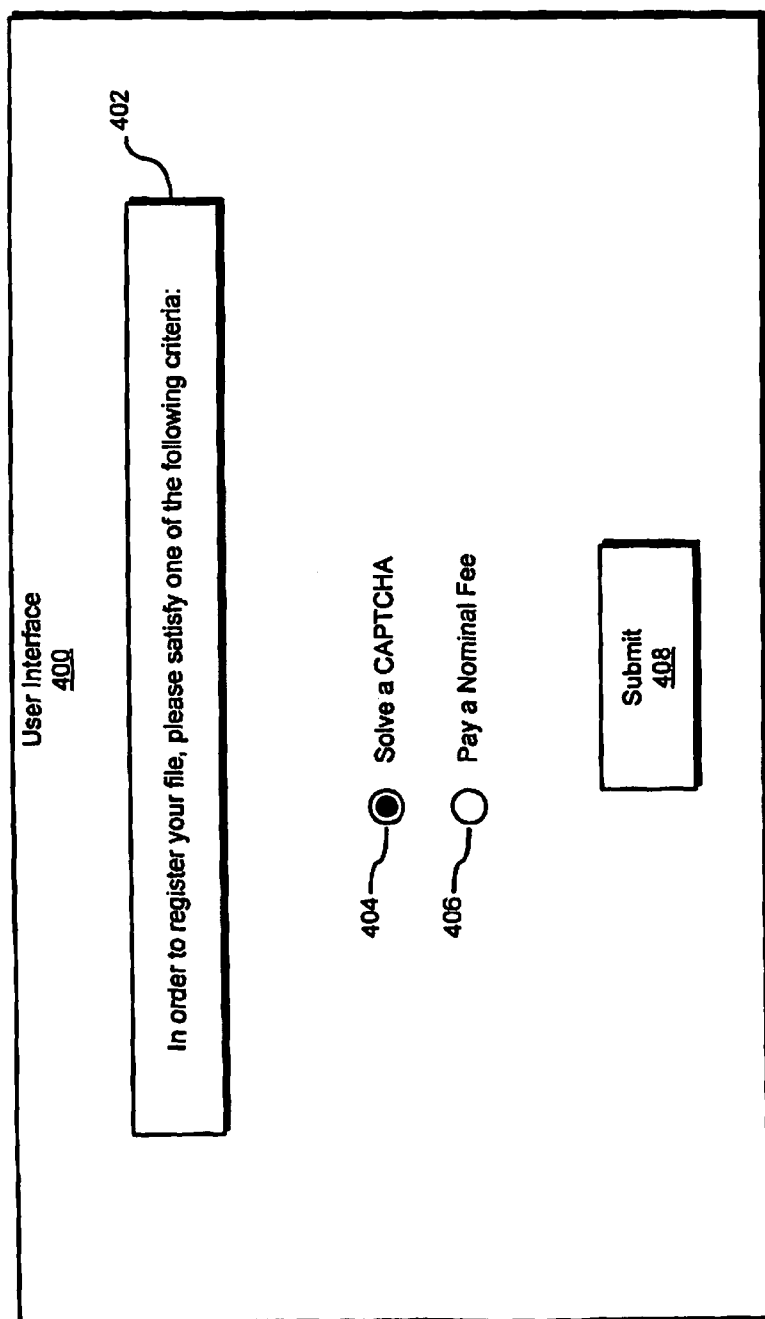 User Interface
400
402
In order to register your file, please satisfy one of the following criteria:
404
Solve a CAPTCHA
406
Pay a Nominal Fee
Submit
408